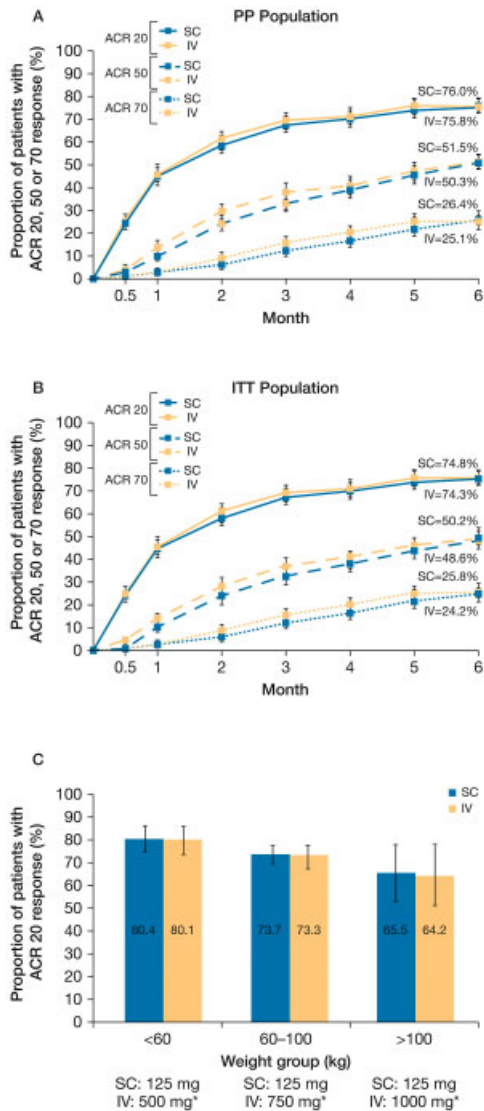 A
PP Population
ACR 20
SC
IV
ACR 50
SC
IV
ACR 70
SC
IV
Proportion of patients with
ACR 20, 50 or 70 response (%)
100
90
80
70
60
50
40
30
20
10
0
SC=76.0%
IV=75.8%
SC=51.5%
IV=50.3%
SC=26.4%
IV=25.1%
0.5 1 2 3 4 5 6
Month
B
ITT Population
ACR 20
SC
IV
ACR 50
SC
IV
ACR 70
SC
IV
Proportion of patients with
ACR 20, 50 or 70 response (%)
100
90
80
70
60
50
40
30
20
10
0
SC=74.8%
IV=74.3%
SC=50.2%
IV=48.6%
SC=25.8%
IV=24.2%
0.5 1 2 3 4 5 6
Month
C
SC
IV
Proportion of patients with
ACR 20 response (%)
100
90
80
70
60
50
40
30
20
10
0
80.4 80.1 73.7 73.3 65.5 64.2
<60 60–100 >100
Weight group (kg)
SC: 125 mg SC: 125 mg SC: 125 mg
IV: 500 mg* IV: 750 mg* IV: 1000 mg*